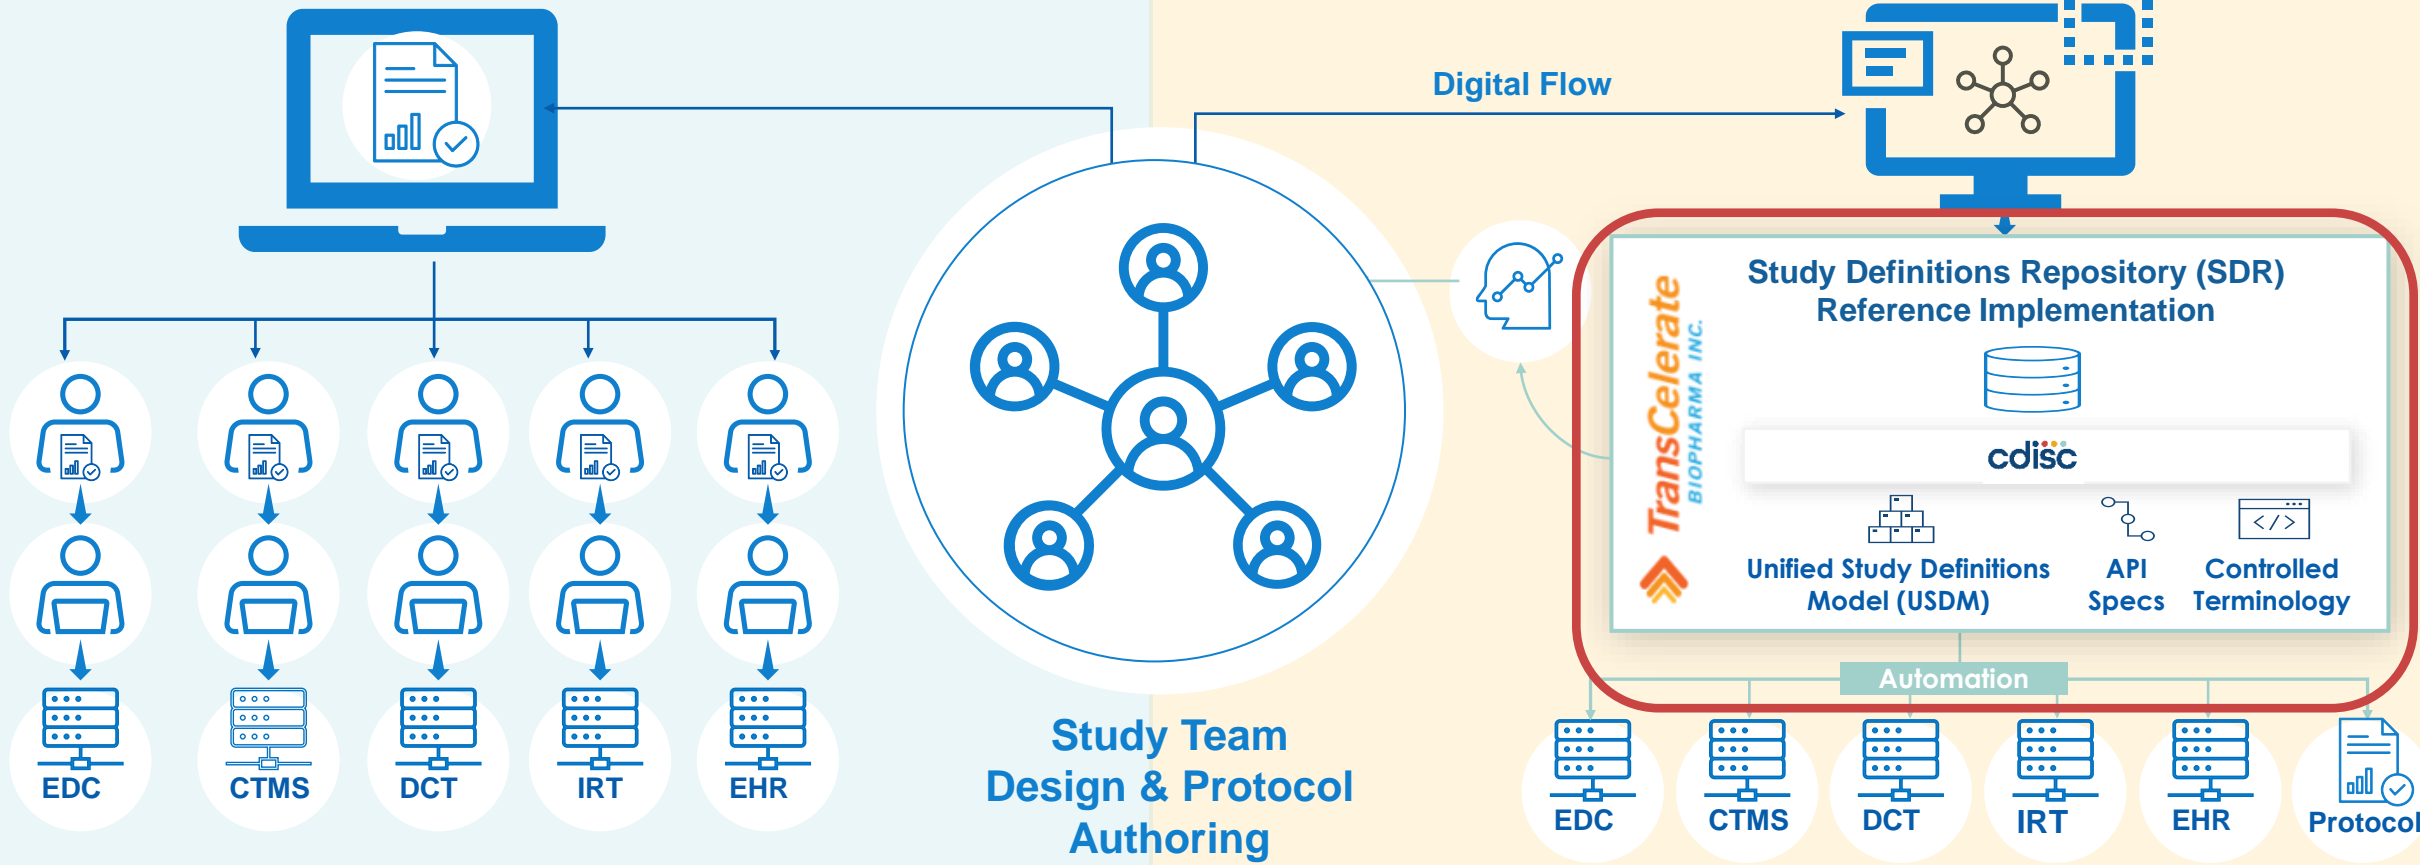 Digital Flow
Study Definitions Repository (SDR)
Reference Implementation
TransCelerate
BIOPHARMA INC.
cdisc
</>
Unified Study Definitions
Model (USDM)
API
Specs
Controlled
Terminology
Automation
EDC
CTMS
DCT
IRT
EHR
Study Team
Design & Protocol
Authoring
EDC
CTMS
DCT
IRT
EHR
Protocol